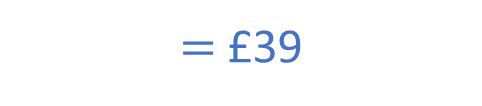 = £39